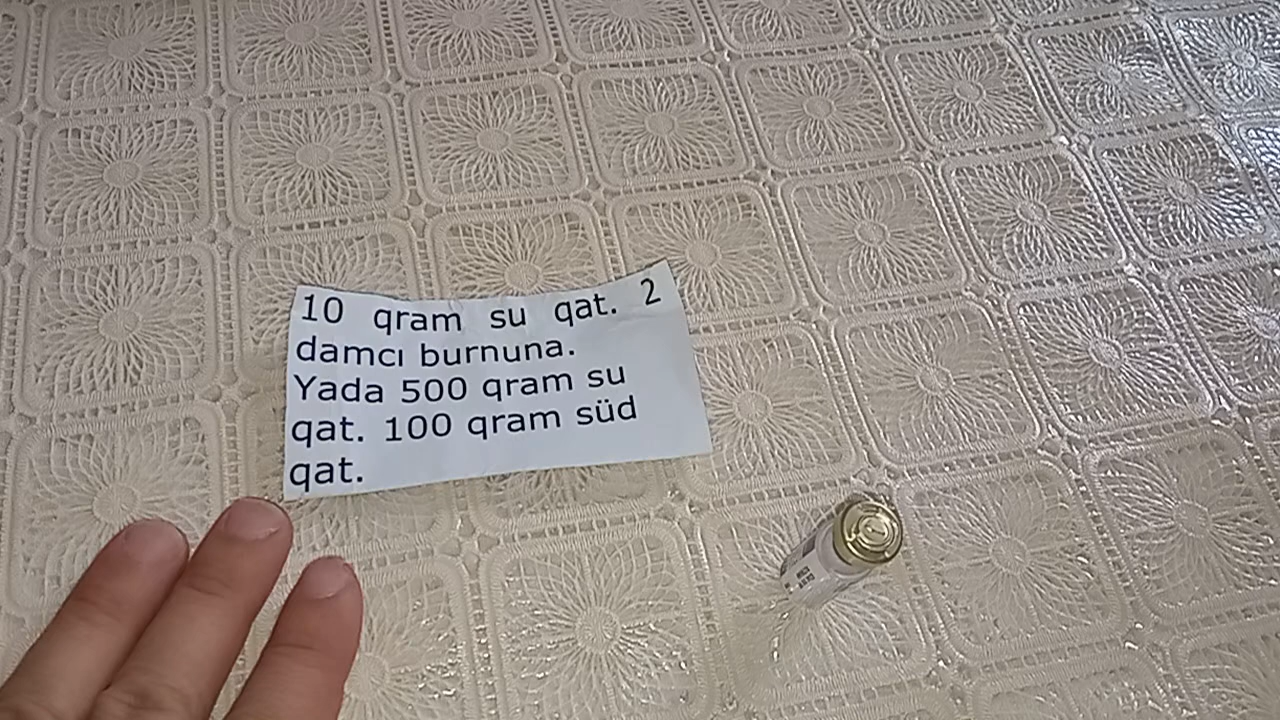 10 qram su qat. 2
damcı burnuna.
Yada 500 qram su
qat. 100 qram süd
qat.